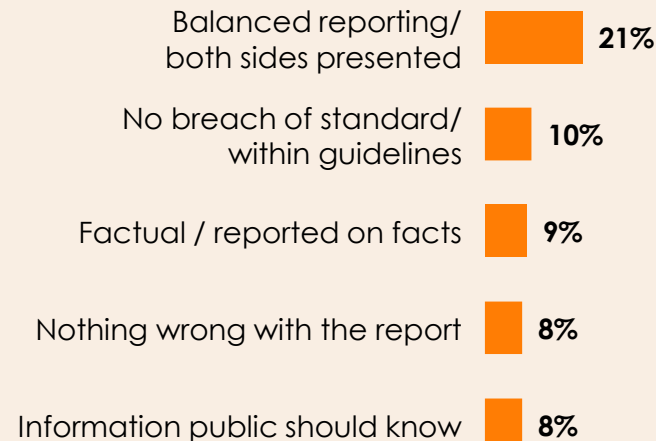 Balanced reporting/
both sides presented
21%
No breach of standard/
within guidelines
10%
Factual / reported on facts
9%
Nothing wrong with the report
8%
Information public should know
8%